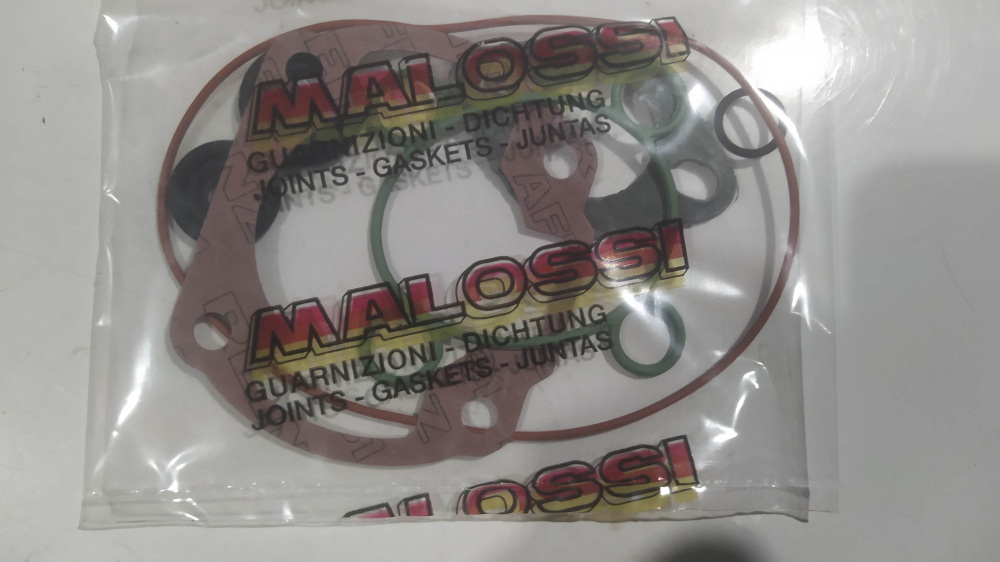 MALOSSI
GUARNIZIONI - DICHTUNG
JOINTS - GASKETS - JUNTAS
MALOSSI
GUARNIZIONI - DICHTUNG
JOINTS - GASKETS - JUNTAS
MALOSSI